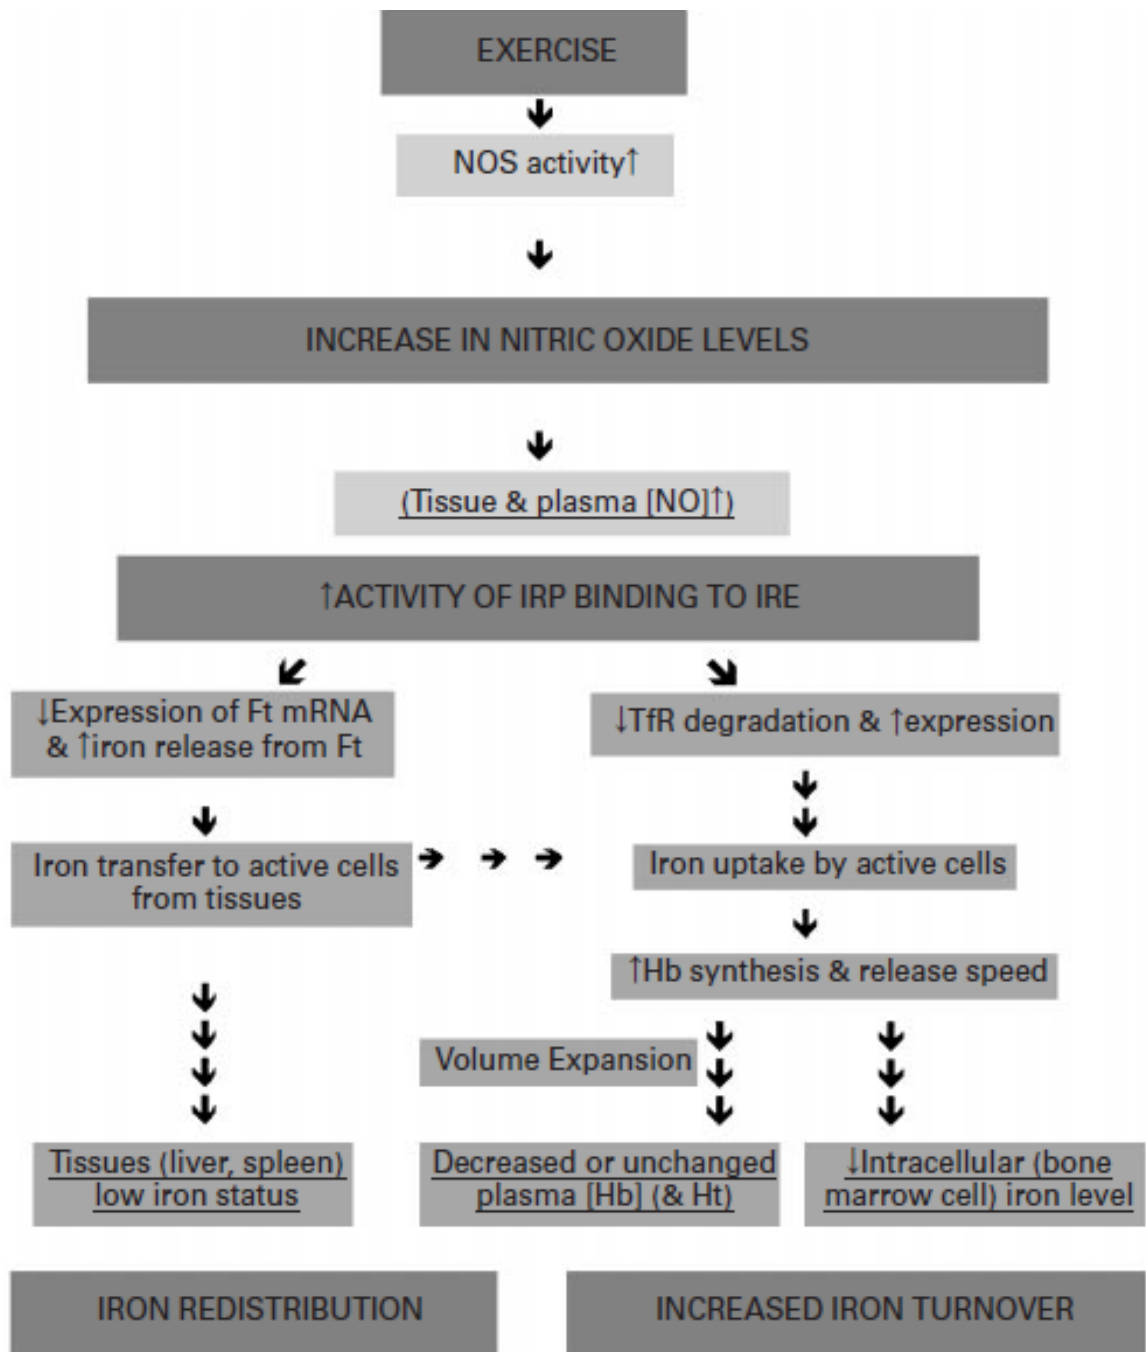 EXERCISE
NOS activity↑
INCREASE IN NITRIC OXIDE LEVELS
(Tissue & plasma [NO]↑)
↑ACTIVITY OF IRP BINDING TO IRE
↓Expression of Ft mRNA
& ↑iron release from Ft
↓TfR degradation & ↑expression
Iron transfer to active cells
from tissues
Iron uptake by active cells
↑Hb synthesis & release speed
Volume Expansion
Tissues (liver, spleen)
low iron status
Decreased or unchanged
plasma [Hb] (& Ht)
↓Intracellular (bone
marrow cell) iron level
IRON REDISTRIBUTION
INCREASED IRON TURNOVER